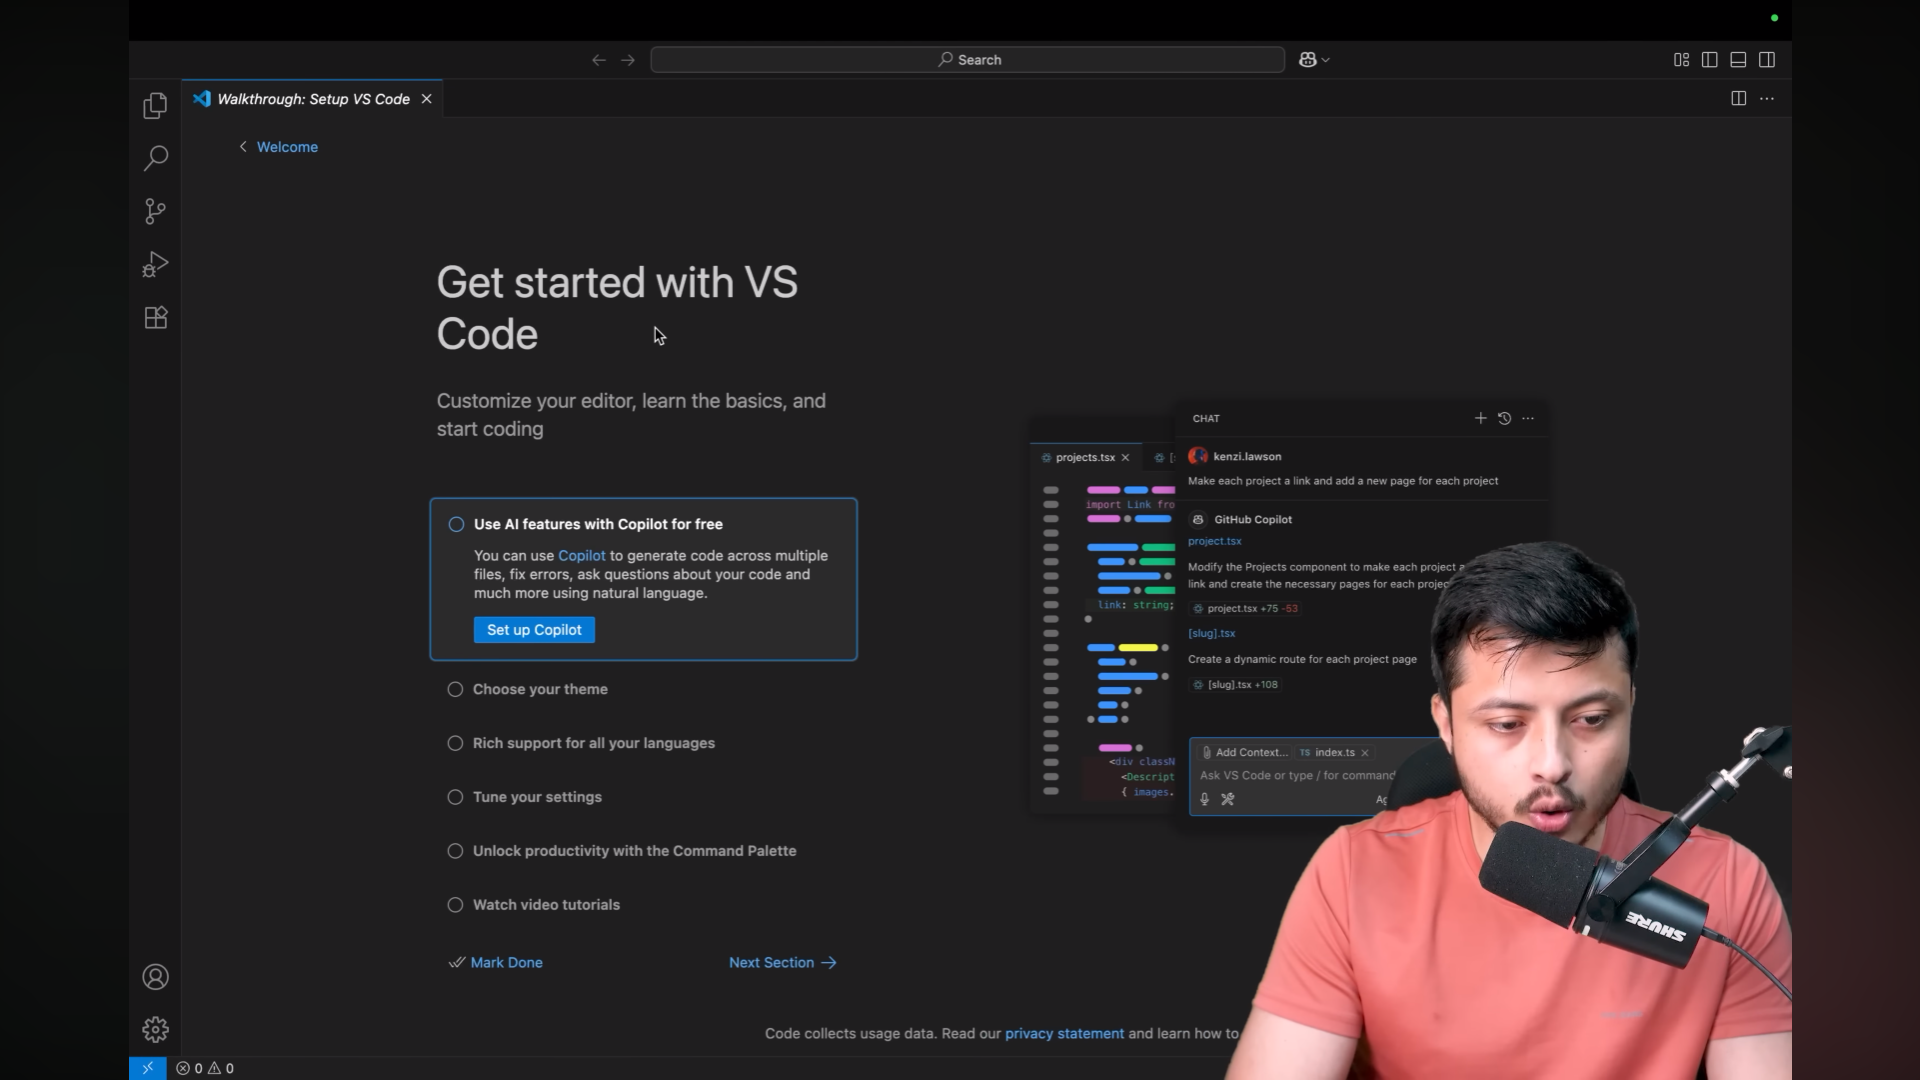 Search
Walkthrough: Setup VS Code
Welcome
Get started with VS
Code
Customize your editor, learn the basics, and
start coding
Use AI features with Copilot for free
You can use Copilot to generate code across multiple
files, fix errors, ask questions about your code and
much more using natural language.
Set up Copilot
Choose your theme
Rich support for all your languages
Tune your settings
Unlock productivity with the Command Palette
Watch video tutorials
Mark Done
Next Section
Code collects usage data. Read our privacy statement and learn how to
0 0
projects.tsx
import Link fro
link: string;
<div classN
<Descript
{ images.
CHAT
kenzi.lawson
Make each project a link and add a new page for each project
GitHub Copilot
project.tsx
Modify the Projects component to make each project a
link and create the necessary pages for each projec
project.tsx +75 -53
[slug].tsx
Create a dynamic route for each project page
[slug].tsx +108
Add Context... TS index.ts
Ask VS Code or type / for command
Ag
SHURE